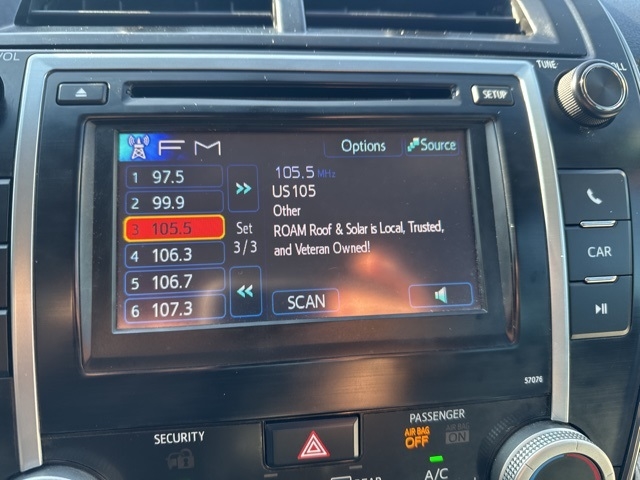 VOL
TUNE
SCROLL
SETUP
FM
Options
Source
1 97.5
2 99.9
3 105.5
4 106.3
5 106.7
6 107.3
Set
3/3
105.5 MHz
US105
Other
ROAM Roof & Solar is Local, Trusted,
and Veteran Owned!
SCAN
CAR
57076
SECURITY
PASSENGER
AIR BAG
OFF
AIR BAG
ON
A/C
REAR